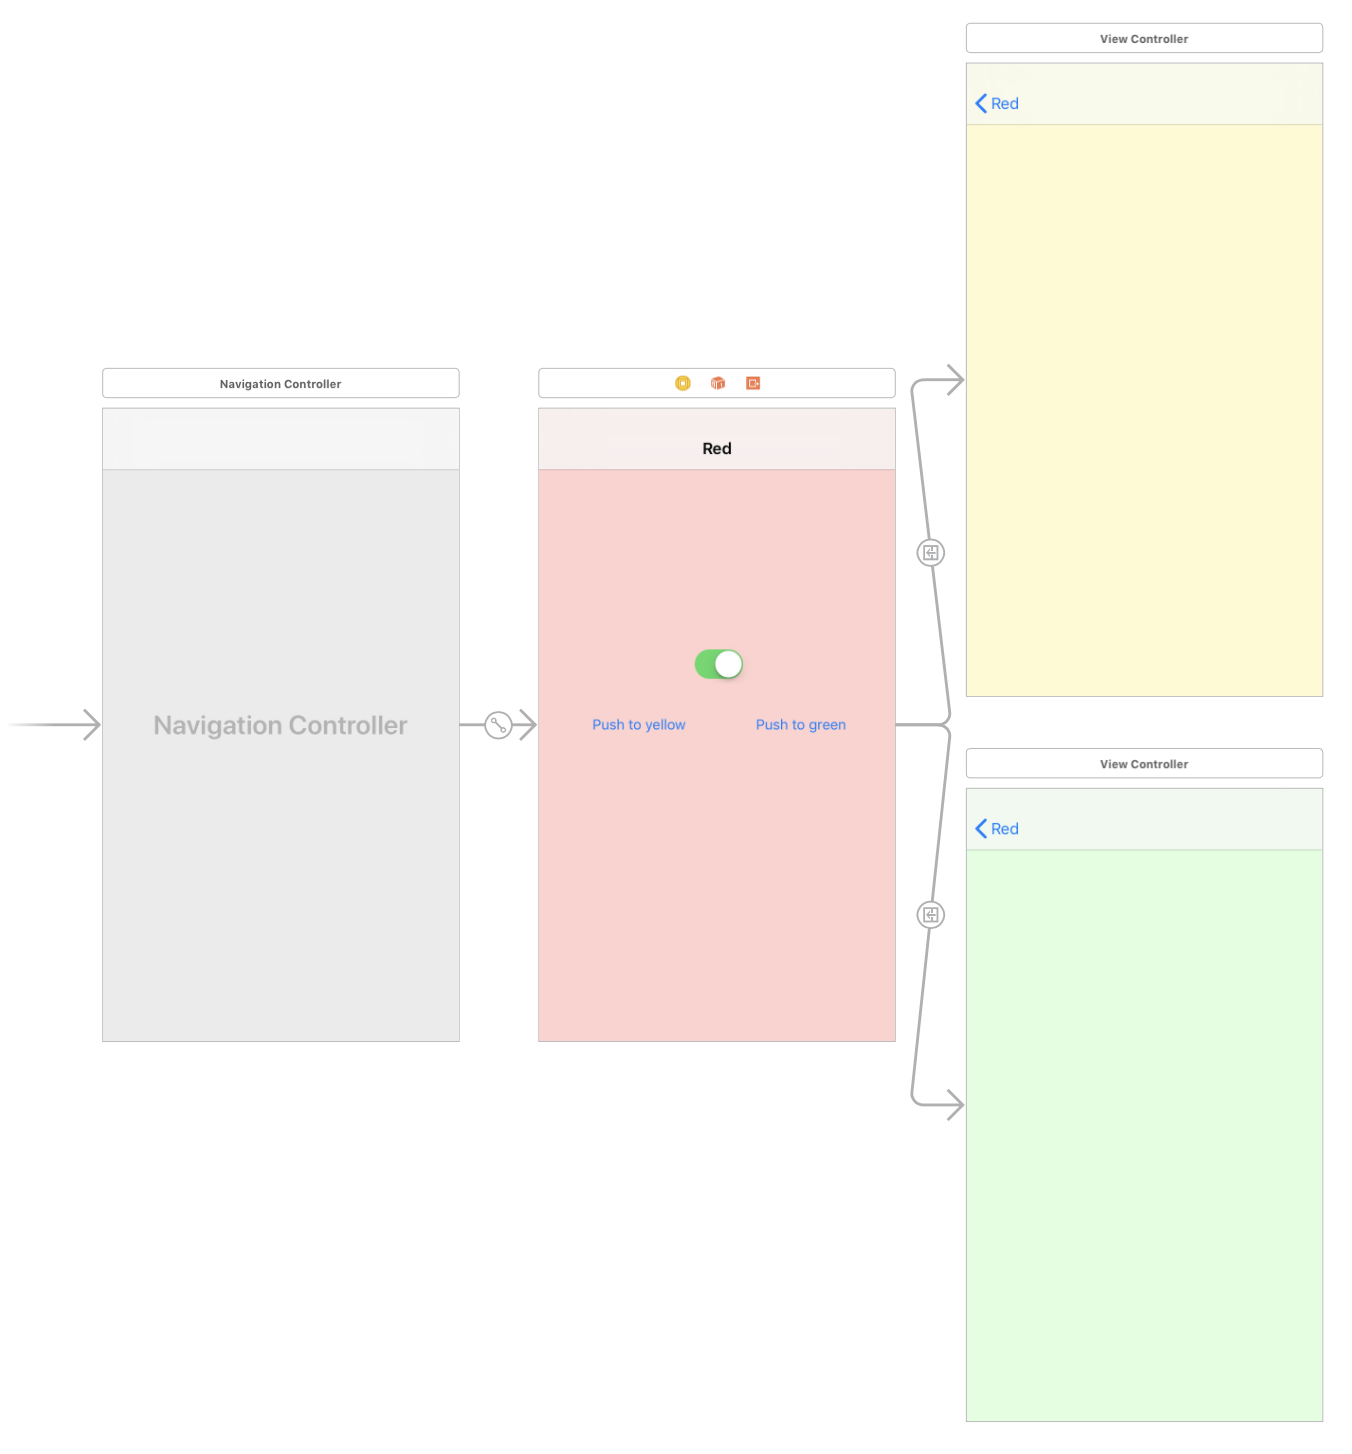 View Controller
Red
Navigation Controller
Red
Navigation Controller
Push to yellow
Push to green
View Controller
Red